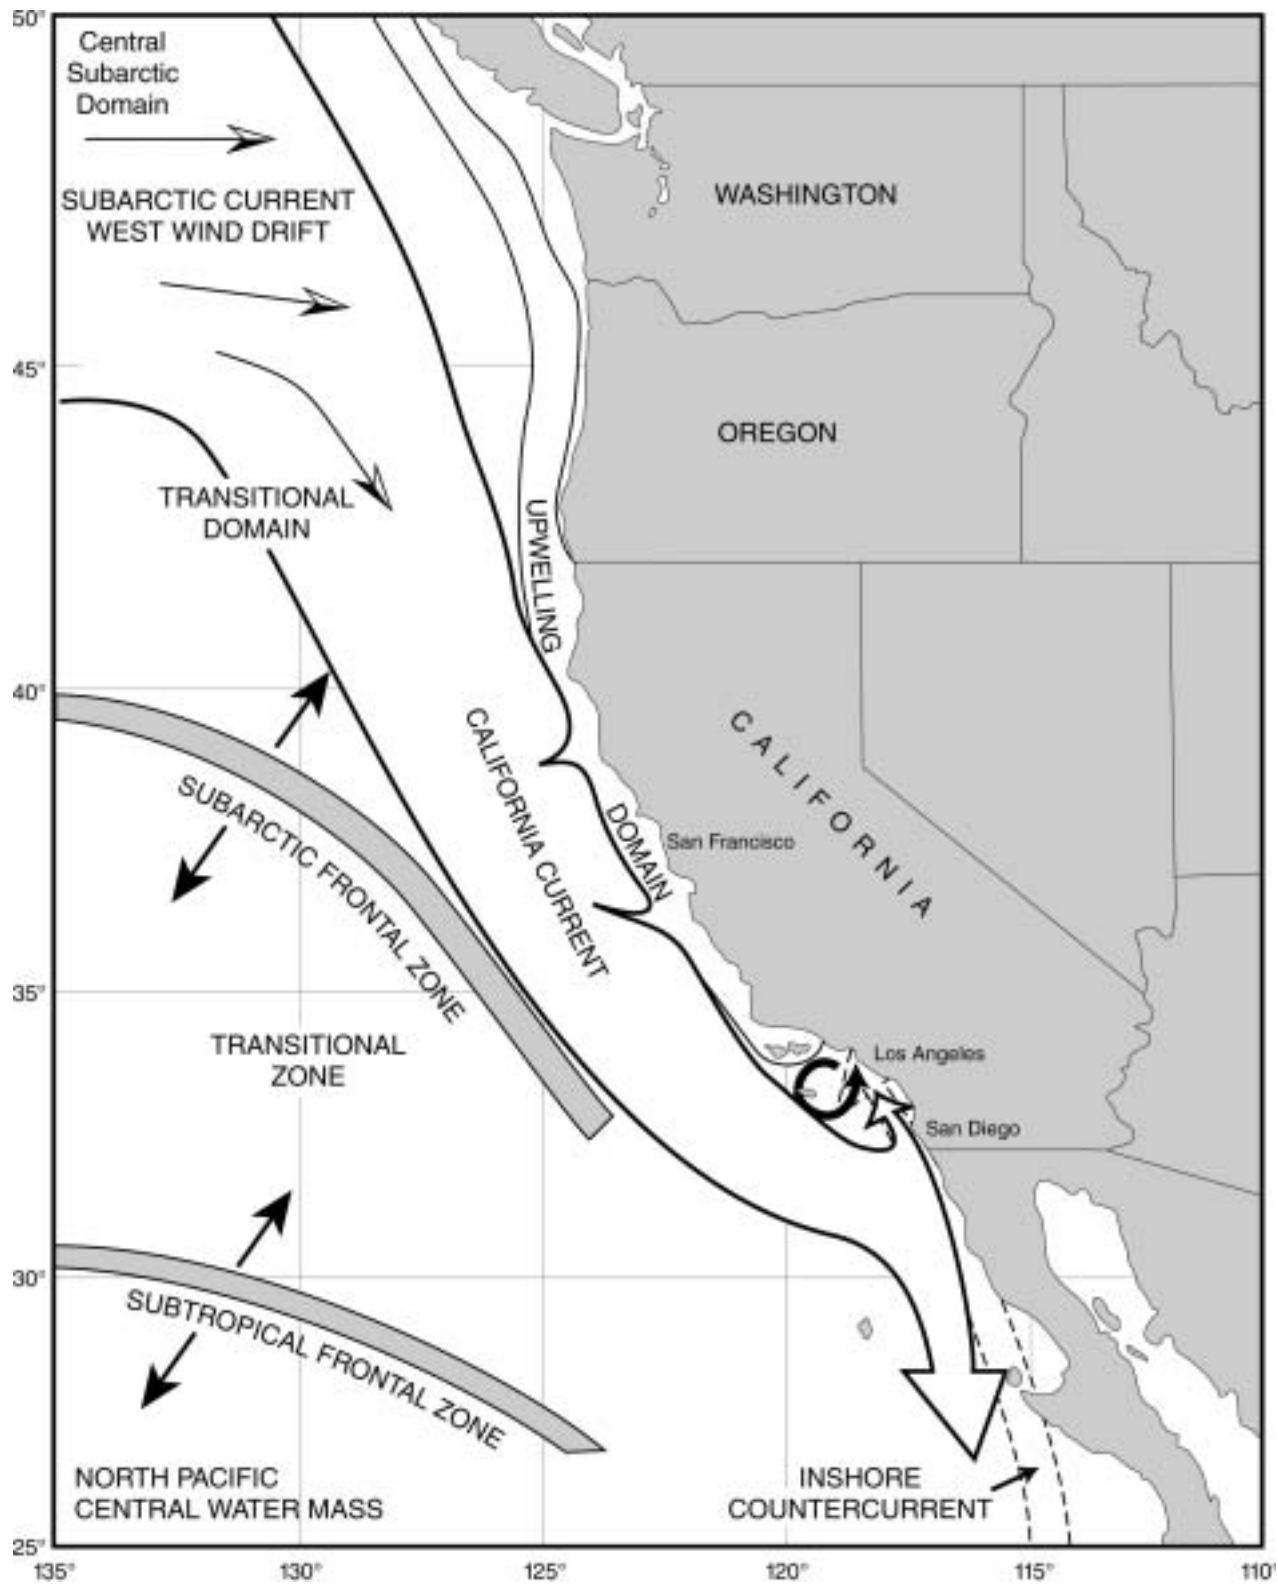 50°
Central
Subarctic
Domain
SUBARCTIC CURRENT
WEST WIND DRIFT
WASHINGTON
45°
OREGON
TRANSITIONAL
DOMAIN
UPWELLING
40°
CALIFORNIA CURRENT
CALIFORNIA
SUBARCTIC FRONTAL ZONE
DOMAIN
San Francisco
35°
TRANSITIONAL
ZONE
Los Angeles
San Diego
30°
SUBTROPICAL FRONTAL ZONE
NORTH PACIFIC
CENTRAL WATER MASS
INSHORE
COUNTERCURRENT
25°
135°
130°
125°
120°
115°
110°